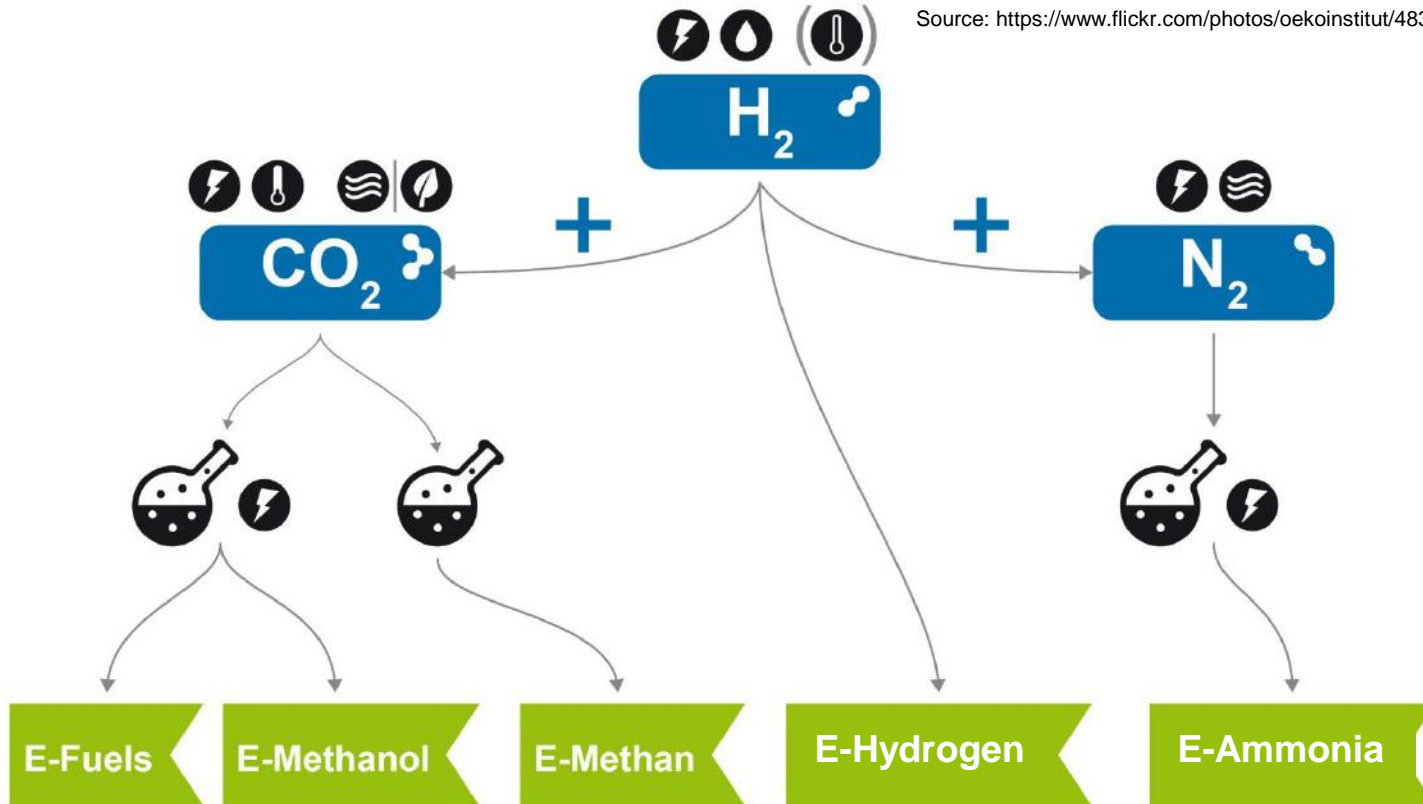 Source: https://www.flickr.com/photos/oekoinstitut/483
H2
+
+
CO2
N2
E-Fuels
E-Methanol
E-Methan
E-Hydrogen
E-Ammonia